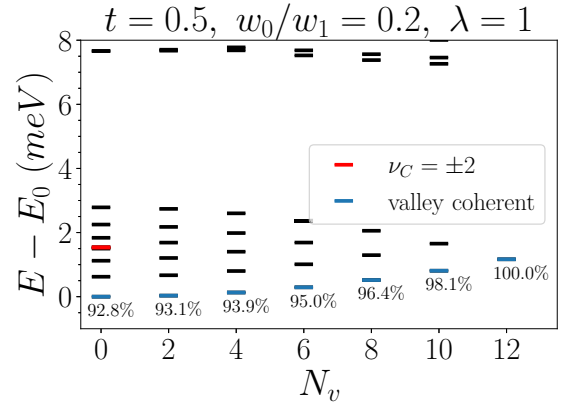 t = 0.5, w₀/w₁ = 0.2, λ = 1
8
6
4
2
0
E − E₀ (meV)
ν_C = ±2
valley coherent
92.8% 93.1% 93.9% 95.0% 96.4% 98.1% 100.0%
0 2 4 6 8 10 12
N_v